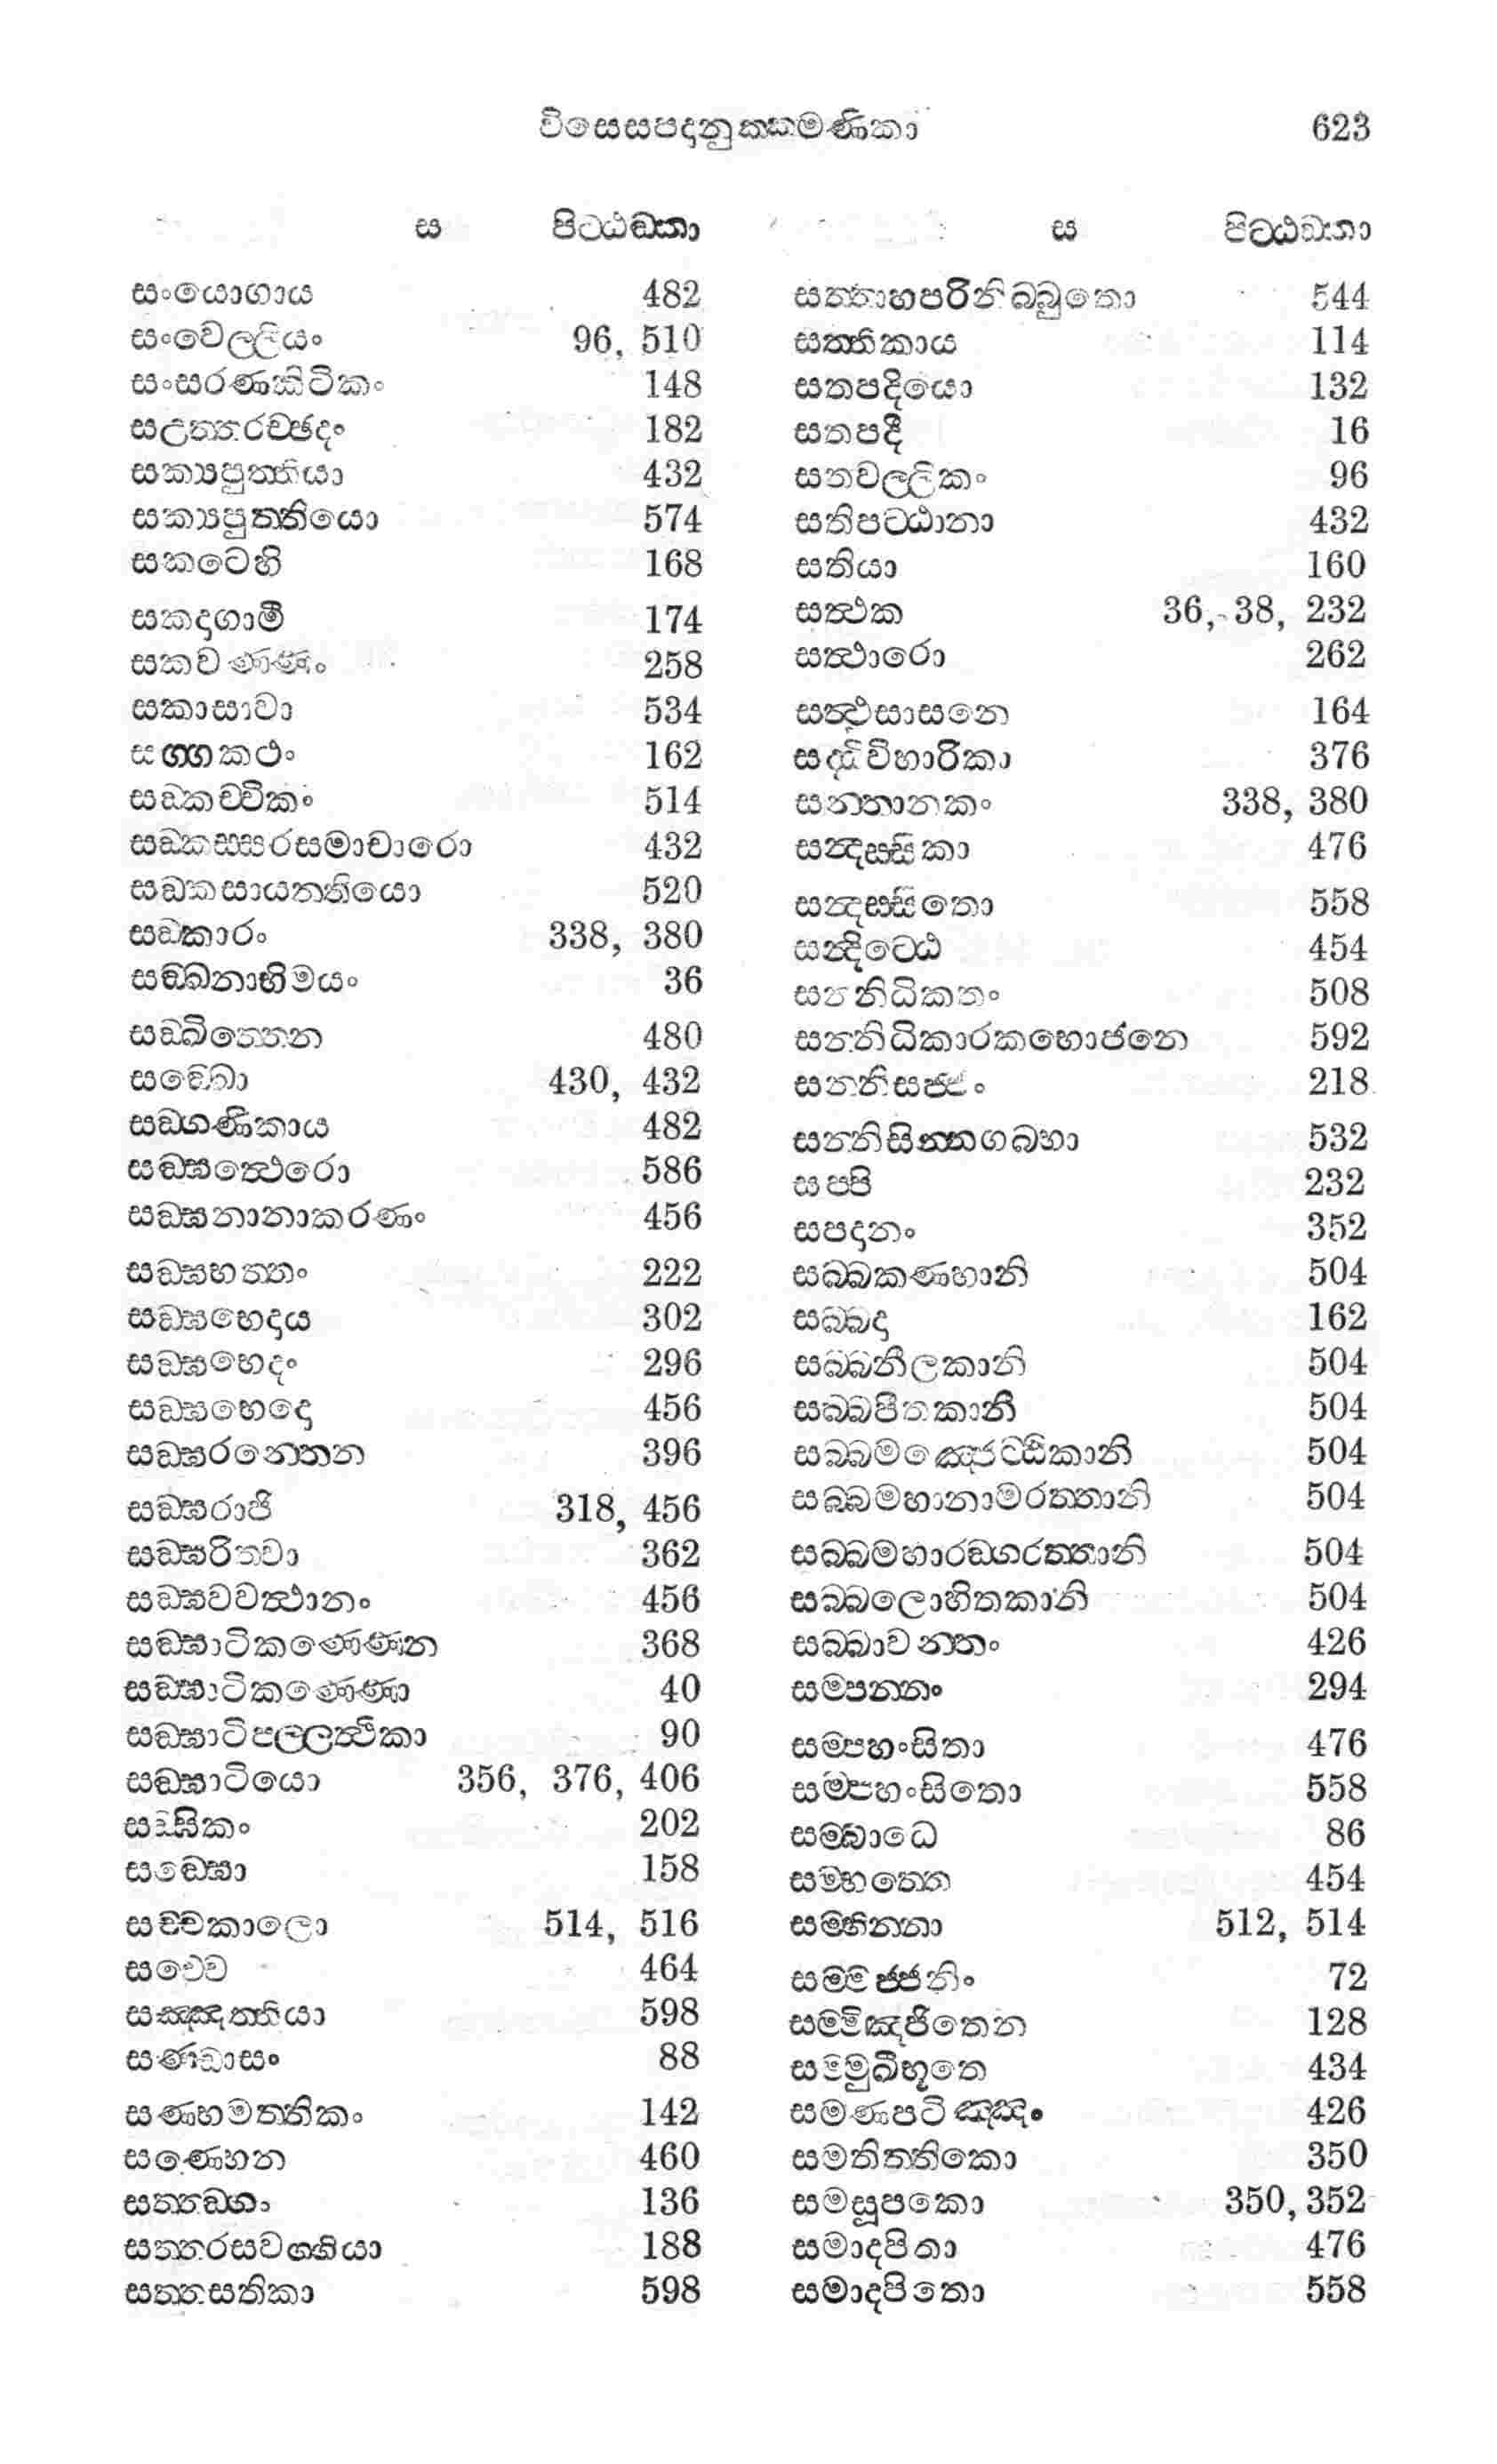 විසෙසපදානුක්කමණිකා 623
ස පිට්ඨඞ්කා
සංයොගාය 482
සංවෙල්ලියං 96, 510
සංසරණකිටිකං 148
සඋත්තරච්ඡදං 182
සක්‍යපුත්තියා 432
සක්‍යපුත්තියො 574
සකටෙහි 168
සකදාගාමී 174
සකවණ්ණං 258
සකාසාවා 534
සග්ගකථං 162
සඞ්කච්චිකං 514
සඞ්කස්සරසමාචාරො 432
සඞ්කසායන්තියො 520
සඞ්කාරං 338, 380
සඞ්ඛනාභිමයං 36
සඞ්ඛිත්තෙන 480
සඞ්ඛො 430, 432
සඞ්ගණිකාය 482
සඞ්ඝත්ථෙරො 586
සඞ්ඝනානාකරණං 456
සඞ්ඝභත්තං 222
සඞ්ඝභෙදාය 302
සඞ්ඝභෙදං 296
සඞ්ඝභෙදො 456
සඞ්ඝරන්තෙන 396
සඞ්ඝරාජි 318, 456
සඞ්ඝරිත්වා 362
සඞ්ඝවවත්ථානං 456
සඞ්ඝාටිකණ්ණෙන 368
සඞ්ඝාටිකණ්ණො 40
සඞ්ඝාටිපල්ලත්ථිකා 90
සඞ්ඝාටියො 356, 376, 406
සඞ්ඝිකං 202
සඞ්ඝො 158
සච්චකාලො 514, 516
සචෙව 464
සඤ්ඤත්තියා 598
සණ්ඩාසං 88
සණ්හමත්තිකං 142
සණ්හෙන 460
සත්තඞ්ගං 136
සත්තරසවග්ගියා 188
සත්තසතිකා 598
ස පිට්ඨඞ්කා
සත්තාහපරිනිබ්බුතො 544
සත්තිකාය 114
සතපදියො 132
සතපදී 16
සතවල්ලිකං 96
සතිපට්ඨානා 432
සතියා 160
සත්ථක 36, 38, 232
සත්ථාරො 262
සත්ථුසාසනෙ 164
සද්ධිවිහාරිකා 376
සන්තානකං 338, 380
සන්දස්සිකා 476
සන්දස්සිතො 558
සන්දිට්ඨෙ 454
සන්නිධිකතං 508
සන්නිධිකාරකභොජනෙ 592
සන්නිසජ්ජං 218
සන්නිසින්නගබ්භා 532
සප්පි 232
සපදානං 352
සබ්බකණ්හානි 504
සබ්බදා 162
සබ්බනීලකානි 504
සබ්බපීතකානි 504
සබ්බමඤ්ජෙට්ඨිකානි 504
සබ්බමහානාමරත්තානි 504
සබ්බමහාරඞ්ගරත්තානි 504
සබ්බලොහිතකානි 504
සබ්බාවන්තං 426
සම්පන්නං 294
සම්පහංසිතා 476
සම්පහංසිතො 558
සම්බාධෙ 86
සම්භත්තෙ 454
සම්භින්නා 512, 514
සම්මජ්ජනිං 72
සම්මිඤ්ජිතෙන 128
සම්මුඛීභූතෙ 434
සමණපටිඤ්ඤං 426
සමතිත්තිකො 350
සමසූපකො 350, 352
සමාදපිතා 476
සමාදපිතො 558